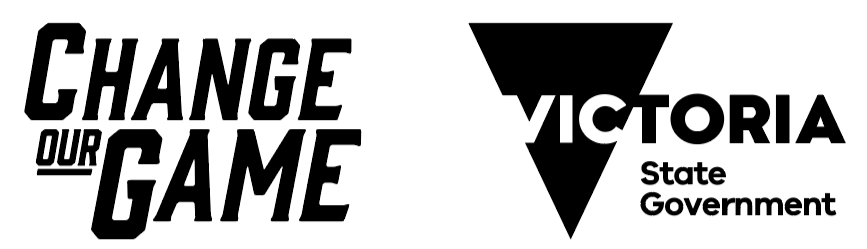 CHANGE
OUR GAME
VICTORIA
State
Government